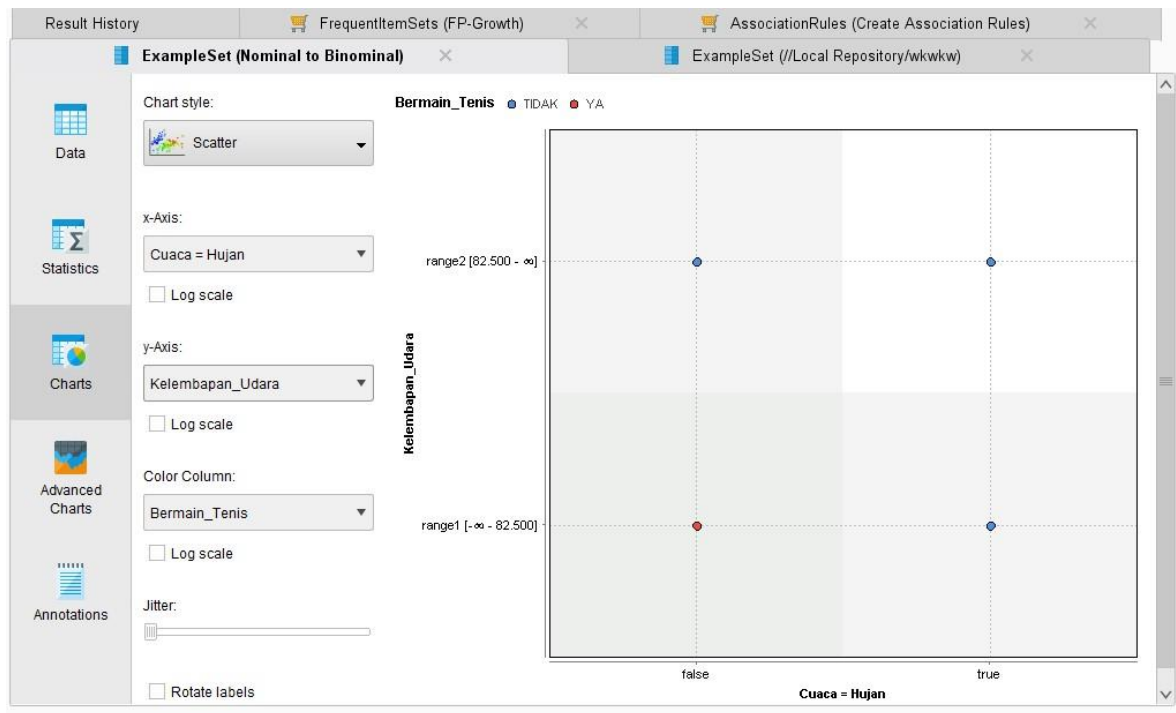 Result History
FrequentItemSets (FP-Growth)
AssociationRules (Create Association Rules)
ExampleSet (Nominal to Binominal)
ExampleSet (//Local Repository/wkwkw)
Data
Statistics
Charts
Advanced
Charts
Annotations
Chart style:
Scatter
x-Axis:
Cuaca = Hujan
Log scale
y-Axis:
Kelembapan_Udara
Log scale
Color Column:
Bermain_Tenis
Log scale
Jitter:
Rotate labels
Bermain_Tenis TIDAK YA
range2 [82.500 - ∞]
Kelembapan_Udara
range1 [-∞ - 82.500]
false true
Cuaca = Hujan